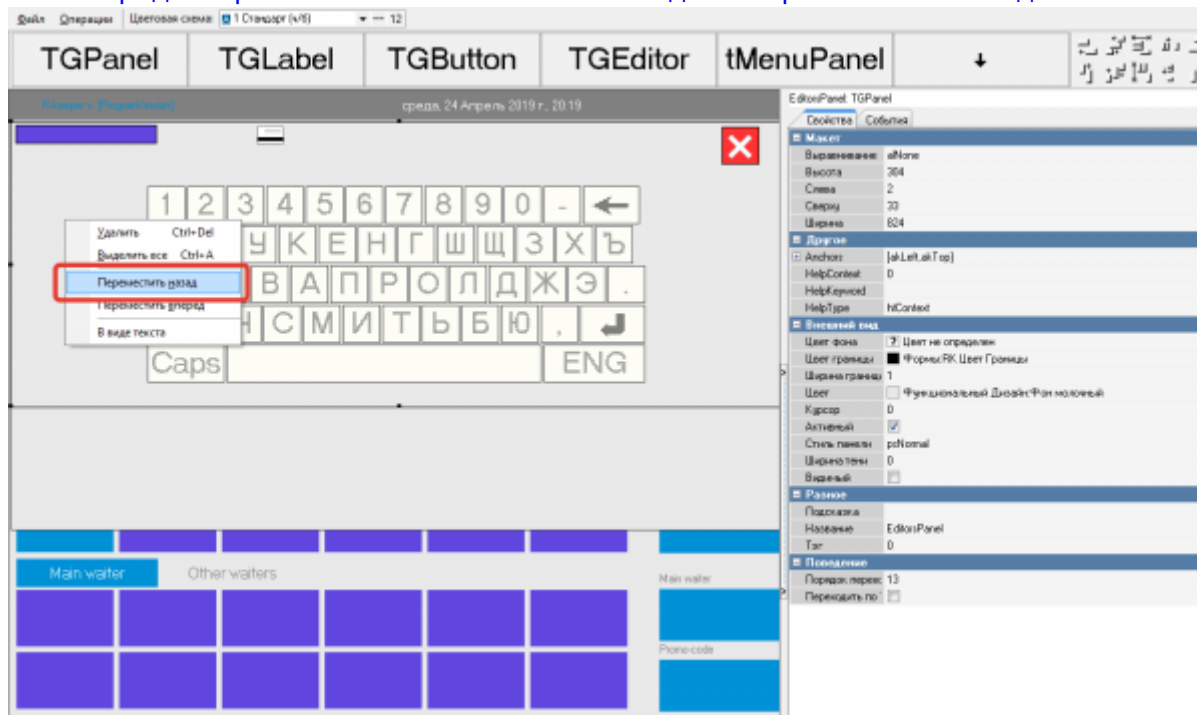 Файл Операции Цветовая схема: 1 Стандарт (ч/б) 12
TGPanel TGLabel TGButton TGEditor tMenuPanel
среда, 24 Апрель 2019 г., 20:19
EditorsPanel: TGPanel
Свойства События
Макет
Выравнивание alNone
Высота 304
Слева 2
Сверху 33
Ширина 824
Другое
Anchors [akLeft,akTop]
HelpContext 0
HelpKeyword
HelpType htContext
Внешний вид
Цвет фона ? Цвет не определен
Цвет границы Формы:RK Цвет Границы
Ширина границы 1
Цвет Функциональный Дизайн:Фон молочный
Курсор 0
Активный
Стиль панели psNormal
Ширина тени 0
Видимый
Разное
Подсказка
Название EditorsPanel
Тэг 0
Поведение
Порядок перех 13
Переходить по
1 2 3 4 5 6 7 8 9 0 -
У К Е Н Г Ш Щ З Х Ъ
В А П Р О Л Д Ж Э .
Н С М И Т Ь Б Ю ,
Caps ENG
Удалить Ctrl+Del
Выделить все Ctrl+A
Переместить назад
Переместить вперед
В виде текста
Main waiter Other waiters
Main waiter
Promo-code